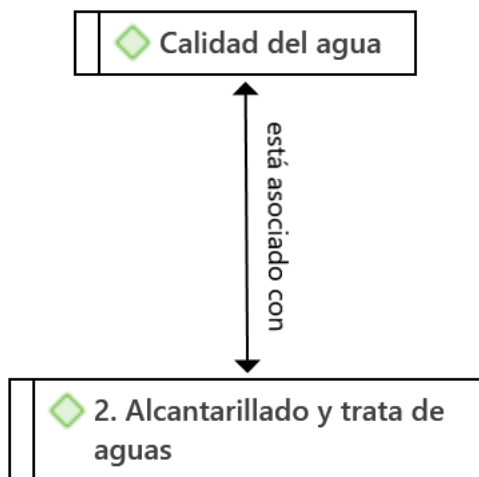 Calidad del agua
está asociado con
2. Alcantarillado y trata de
aguas